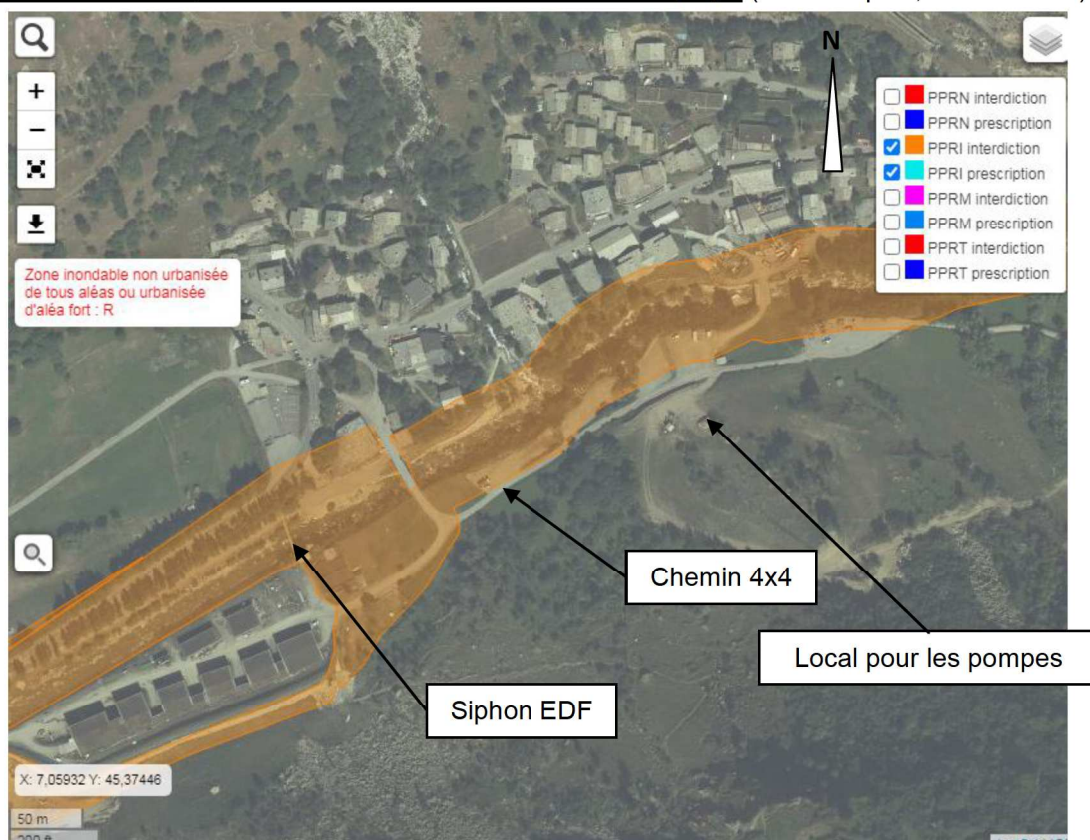 N
+
−
PPRN interdiction
PPRN prescription
PPRI interdiction
PPRI prescription
PPRM interdiction
PPRM prescription
PPRT interdiction
PPRT prescription
Zone inondable non urbanisée
de tous aléas ou urbanisée
d'aléa fort : R
Chemin 4x4
Local pour les pompes
Siphon EDF
X: 7,05932 Y: 45,37446
50 m